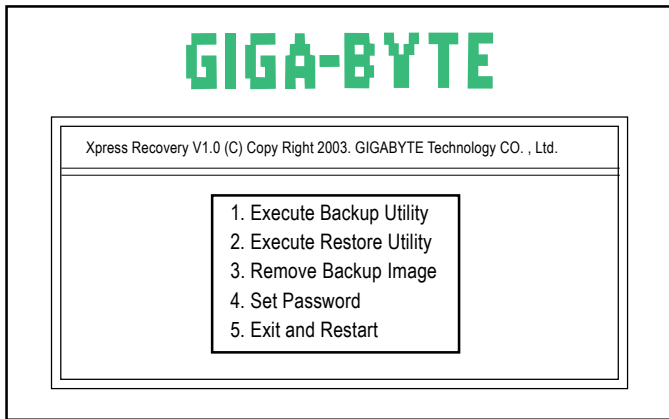 GIGA-BYTE
Xpress Recovery V1.0 (C) Copy Right 2003. GIGABYTE Technology CO. , Ltd.
1. Execute Backup Utility
2. Execute Restore Utility
3. Remove Backup Image
4. Set Password
5. Exit and Restart